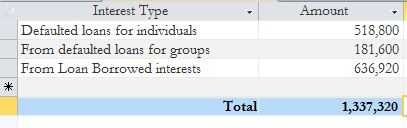 Interest Type Amount
Defaulted loans for individuals 518,800
From defaulted loans for groups 181,600
From Loan Borrowed interests 636,920
*
Total 1,337,320